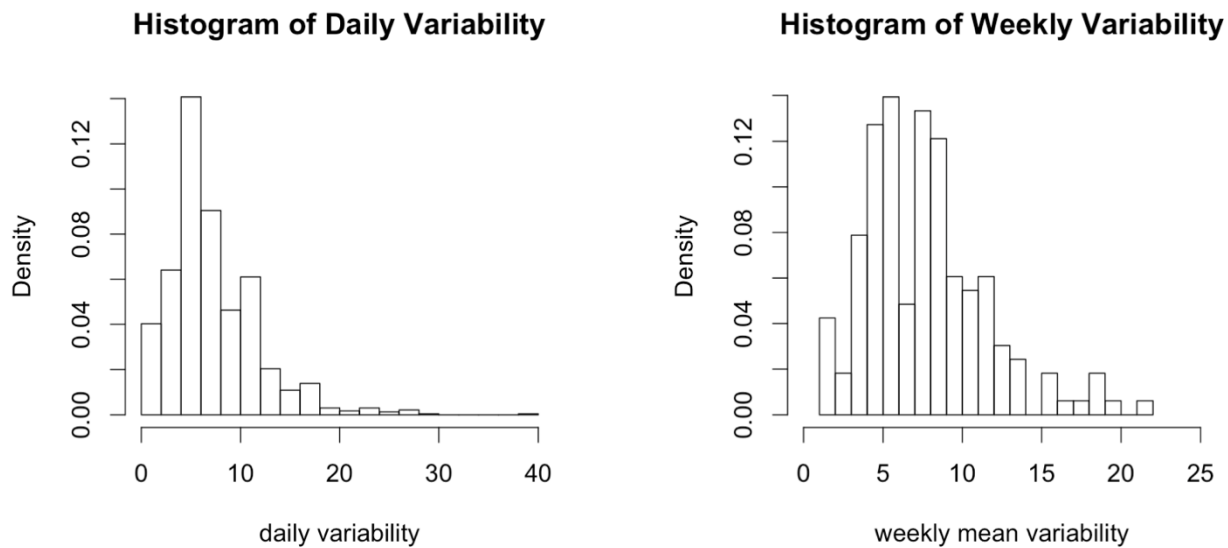 Histogram of Daily Variability
Density
0.00 0.04 0.08 0.12
0 10 20 30 40
daily variability
Histogram of Weekly Variability
Density
0.00 0.04 0.08 0.12
0 5 10 15 20 25
weekly mean variability